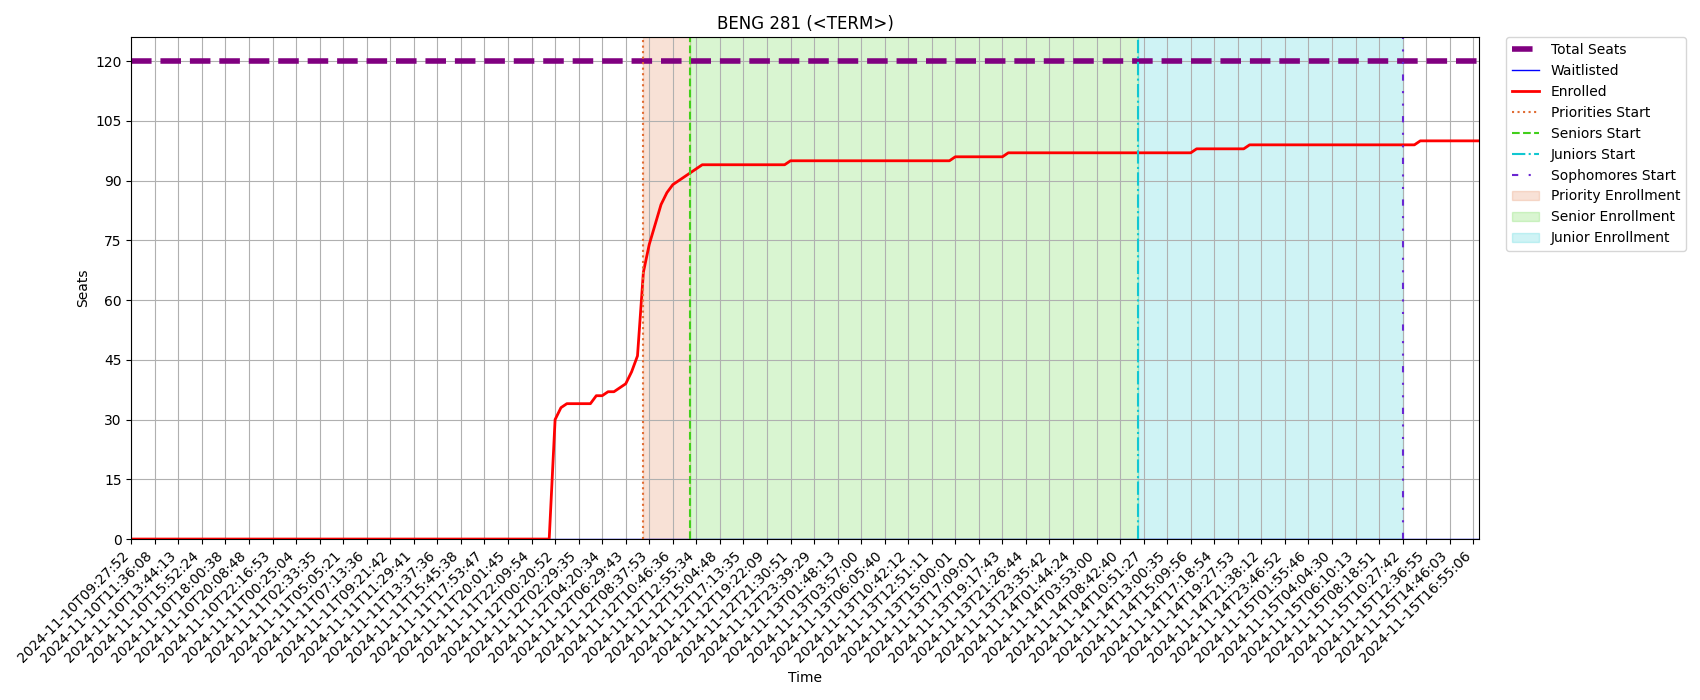 BENG 281 (<TERM>)
Total Seats
Waitlisted
Enrolled
Priorities Start
Seniors Start
Juniors Start
Sophomores Start
Priority Enrollment
Senior Enrollment
Junior Enrollment
Seats
120
105
90
75
60
45
30
15
0
2024-11-10T09:27:52
2024-11-10T11:36:08
2024-11-10T13:44:13
2024-11-10T15:52:24
2024-11-10T18:00:38
2024-11-10T20:08:48
2024-11-10T22:16:53
2024-11-11T00:25:04
2024-11-11T02:33:35
2024-11-11T05:05:21
2024-11-11T07:13:36
2024-11-11T09:21:42
2024-11-11T11:29:41
2024-11-11T13:37:36
2024-11-11T15:45:38
2024-11-11T17:53:47
2024-11-11T20:01:45
2024-11-11T22:09:54
2024-11-12T00:20:52
2024-11-12T02:29:35
2024-11-12T04:20:34
2024-11-12T06:29:43
2024-11-12T08:37:53
2024-11-12T10:46:36
2024-11-12T12:55:34
2024-11-12T15:04:48
2024-11-12T17:13:35
2024-11-12T19:22:09
2024-11-12T21:30:51
2024-11-12T23:39:29
2024-11-13T01:48:13
2024-11-13T03:57:00
2024-11-13T06:05:40
2024-11-13T10:42:12
2024-11-13T12:51:11
2024-11-13T15:00:01
2024-11-13T17:09:01
2024-11-13T19:17:43
2024-11-13T21:26:44
2024-11-13T23:35:42
2024-11-14T01:44:24
2024-11-14T03:53:00
2024-11-14T08:42:40
2024-11-14T10:51:27
2024-11-14T13:00:35
2024-11-14T15:09:56
2024-11-14T17:18:54
2024-11-14T19:27:53
2024-11-14T21:38:12
2024-11-14T23:46:52
2024-11-15T01:55:46
2024-11-15T04:04:30
2024-11-15T06:10:13
2024-11-15T08:18:51
2024-11-15T10:27:42
2024-11-15T12:36:55
2024-11-15T14:46:03
2024-11-15T16:55:06
Time